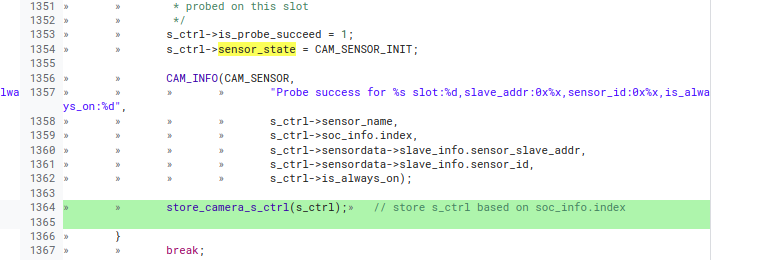 1351 » » * probed on this slot
1352 » » */
1353 » » s_ctrl->is_probe_succeed = 1;
1354 » » s_ctrl->sensor_state = CAM_SENSOR_INIT;
1355
1356 » » CAM_INFO(CAM_SENSOR,
lwa 1357 » » » » "Probe success for %s slot:%d,slave_addr:0x%x,sensor_id:0x%x,is_alwa
ys_on:%d",
1358 » » » » s_ctrl->sensor_name,
1359 » » » » s_ctrl->soc_info.index,
1360 » » » » s_ctrl->sensordata->slave_info.sensor_slave_addr,
1361 » » » » s_ctrl->sensordata->slave_info.sensor_id,
1362 » » » » s_ctrl->is_always_on);
1363
1364 » » store_camera_s_ctrl(s_ctrl);» // store s_ctrl based on soc_info.index
1365
1366 » » }
1367 » » break;